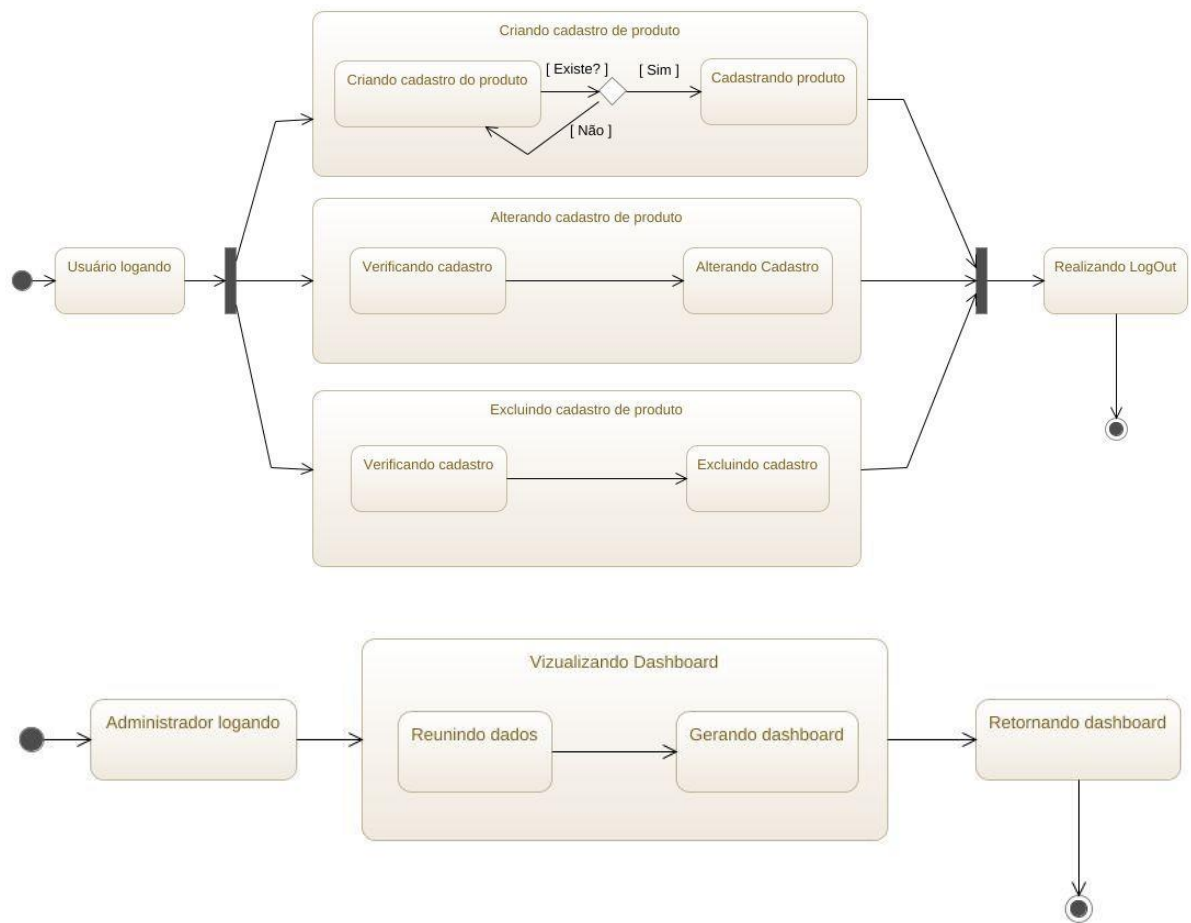 Criando cadastro de produto
Criando cadastro do produto
[ Existe? ]
[ Sim ]
Cadastrando produto
[ Não ]
Alterando cadastro de produto
Usuário logando
Verificando cadastro
Alterando Cadastro
Realizando LogOut
Excluindo cadastro de produto
Verificando cadastro
Excluindo cadastro
Vizualizando Dashboard
Administrador logando
Reunindo dados
Gerando dashboard
Retornando dashboard